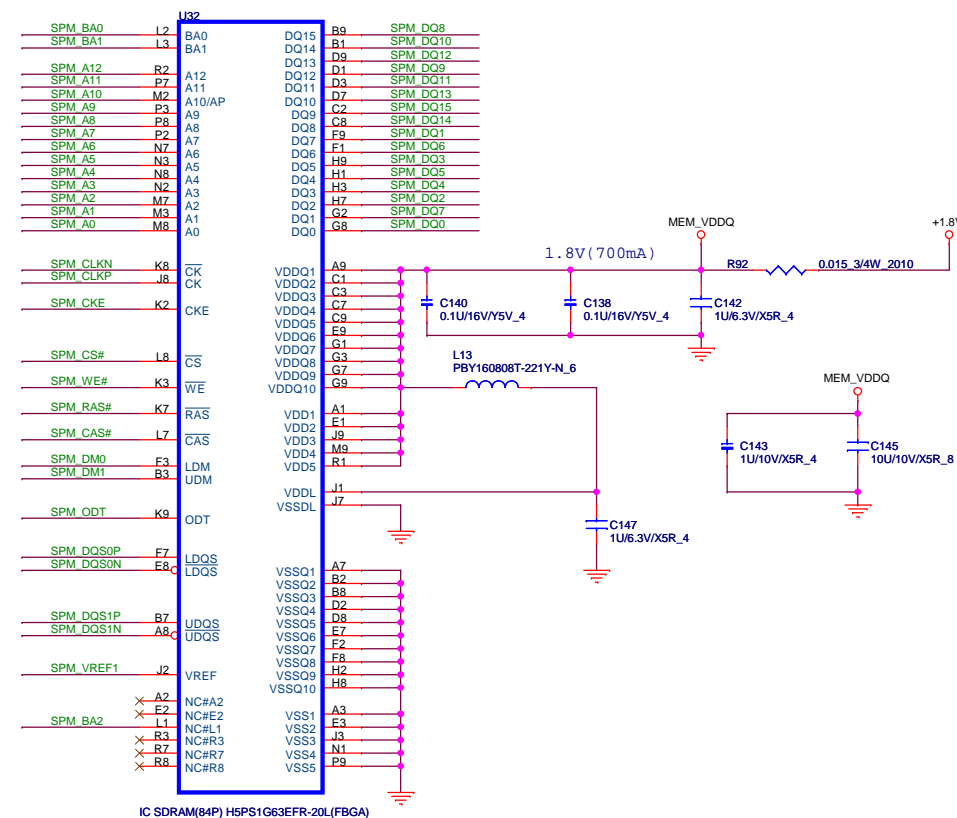 U32
SPM_BA0 L2 BA0 DQ15 B9 SPM_DQ8
SPM_BA1 L3 BA1 DQ14 B1 SPM_DQ10
DQ13 D9 SPM_DQ12
SPM_A12 R2 A12 DQ12 D1 SPM_DQ9
SPM_A11 P7 A11 DQ11 D3 SPM_DQ11
SPM_A10 M2 A10/AP DQ10 D7 SPM_DQ13
SPM_A9 P3 A9 DQ9 C2 SPM_DQ15
SPM_A8 P8 A8 DQ8 C8 SPM_DQ14
SPM_A7 P2 A7 DQ7 F9 SPM_DQ1
SPM_A6 N7 A6 DQ6 F1 SPM_DQ6
SPM_A5 N3 A5 DQ5 H9 SPM_DQ3
SPM_A4 N8 A4 DQ4 H1 SPM_DQ5
SPM_A3 N2 A3 DQ3 H3 SPM_DQ4
SPM_A2 M7 A2 DQ2 H7 SPM_DQ2
SPM_A1 M3 A1 DQ1 G2 SPM_DQ7
SPM_A0 M8 A0 DQ0 G8 SPM_DQ0
MEM_VDDQ
+1.8V
1.8V(700mA)
R92 0.015_3/4W_2010
SPM_CLKN K8 CK VDDQ1 A9
SPM_CLKP J8 CK VDDQ2 C1
VDDQ3 C3
SPM_CKE K2 CKE VDDQ4 C7
VDDQ5 C9
VDDQ6 E9
VDDQ7 G1
SPM_CS# L8 CS VDDQ8 G3
VDDQ9 G7
SPM_WE# K3 WE VDDQ10 G9
C140
0.1U/16V/Y5V_4
C138
0.1U/16V/Y5V_4
C142
1U/6.3V/X5R_4
L13
PBY160808T-221Y-N_6
MEM_VDDQ
SPM_RAS# K7 RAS VDD1 A1
VDD2 E1
SPM_CAS# L7 CAS VDD3 J9
VDD4 M9
SPM_DM0 F3 LDM VDD5 R1
SPM_DM1 B3 UDM
C143
1U/10V/X5R_4
C145
10U/10V/X5R_8
VDDL J1
VSSDL J7
SPM_ODT K9 ODT
C147
1U/6.3V/X5R_4
SPM_DQS0P F7 LDQS
SPM_DQS0N E8 LDQS VSSQ1 A7
VSSQ2 B2
VSSQ3 B8
VSSQ4 D2
SPM_DQS1P B7 UDQS VSSQ5 D8
SPM_DQS1N A8 UDQS VSSQ6 E7
VSSQ7 F2
VSSQ8 F8
SPM_VREF1 J2 VREF VSSQ9 H2
VSSQ10 H8
A2 NC#A2
E2 NC#E2 VSS1 A3
SPM_BA2 L1 NC#L1 VSS2 E3
R3 NC#R3 VSS3 J3
R7 NC#R7 VSS4 N1
R8 NC#R8 VSS5 P9
IC SDRAM(84P) H5PS1G63EFR-20L(FBGA)